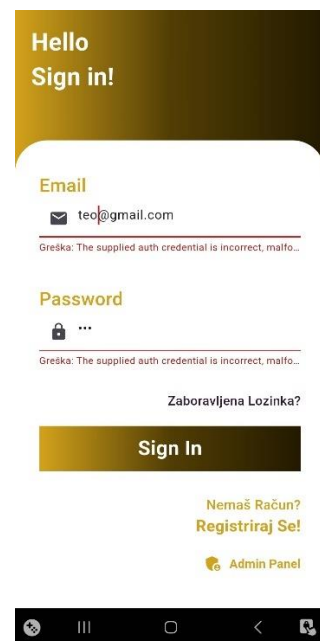 Hello
Sign in!
Email
teo@gmail.com
Greška: The supplied auth credential is incorrect, malfo...
Password
Greška: The supplied auth credential is incorrect, malfo...
Zaboravljena Lozinka?
Sign In
Nemaš Račun?
Registriraj Se!
Admin Panel